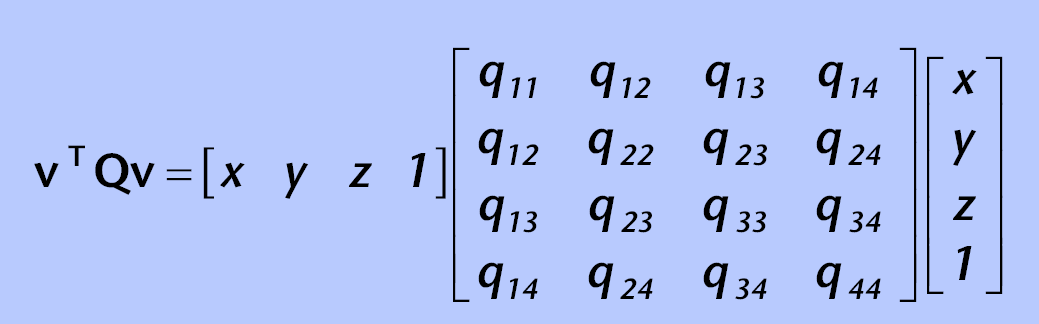 q11 q12 q13 q14 x
q12 q22 q23 q24 y
v^T Qv = [x y z 1]
q13 q23 q33 q34 z
q14 q24 q34 q44 1